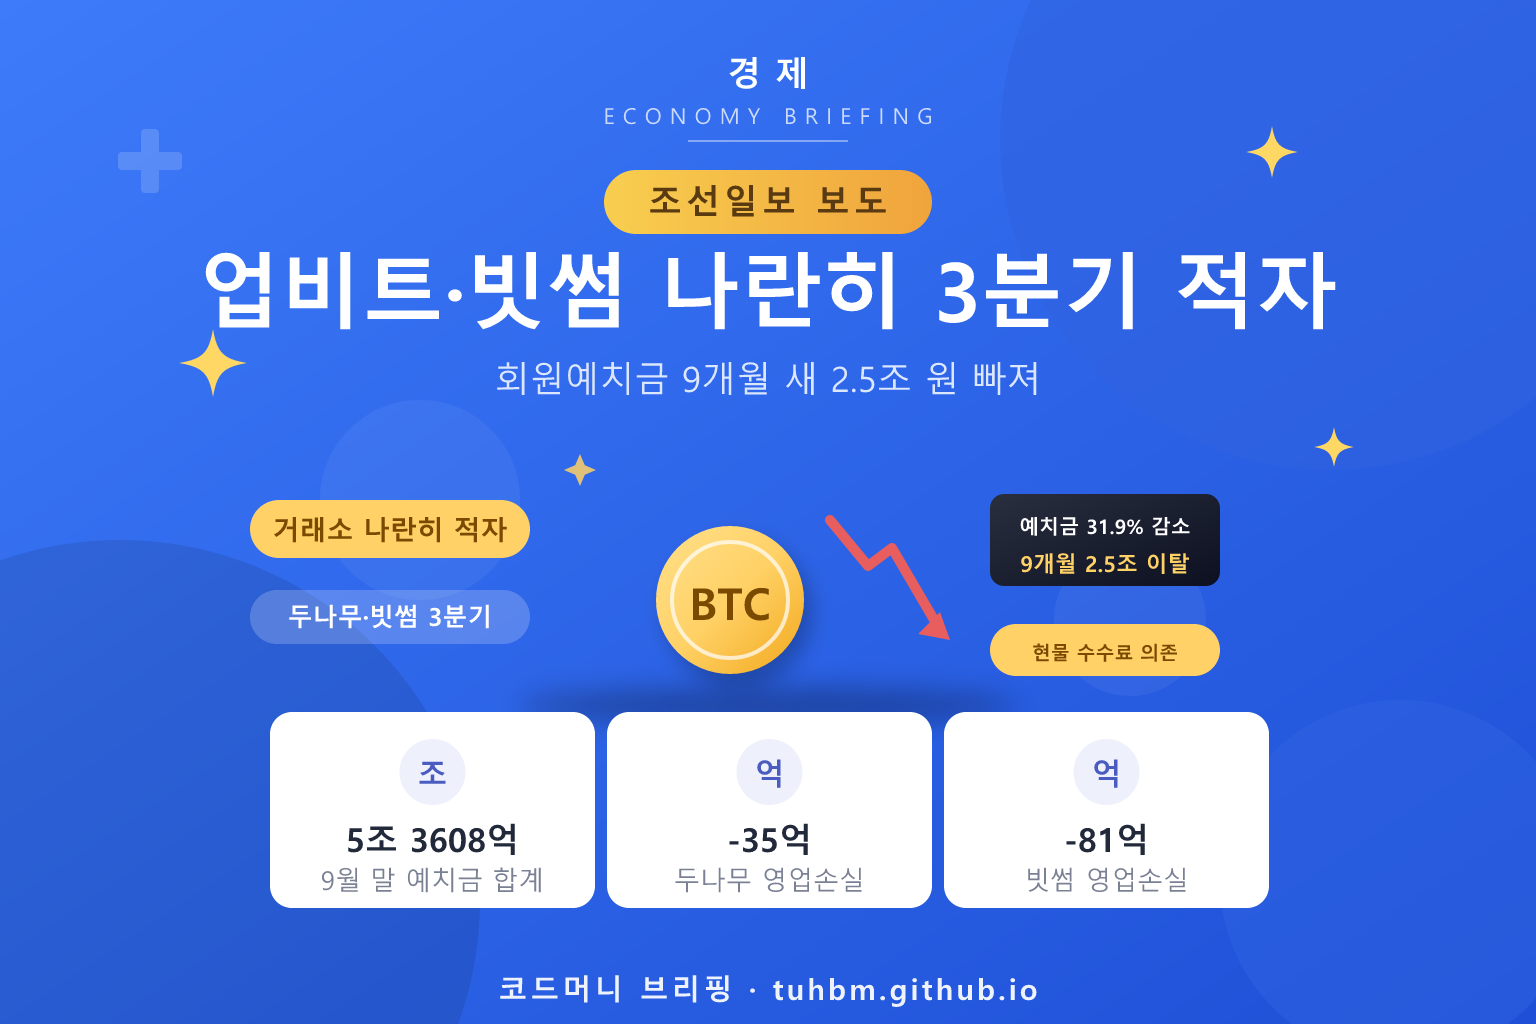 경제
ECONOMY BRIEFING
조선일보 보도
업비트·빗썸 나란히 3분기 적자
회원예치금 9개월 새 2.5조 원 빠져
거래소 나란히 적자
두나무·빗썸 3분기
BTC
예치금 31.9% 감소
9개월 2.5조 이탈
현물 수수료 의존
조
5조 3608억
9월 말 예치금 합계
억
-35억
두나무 영업손실
억
-81억
빗썸 영업손실
코드머니 브리핑 · tuhbm.github.io